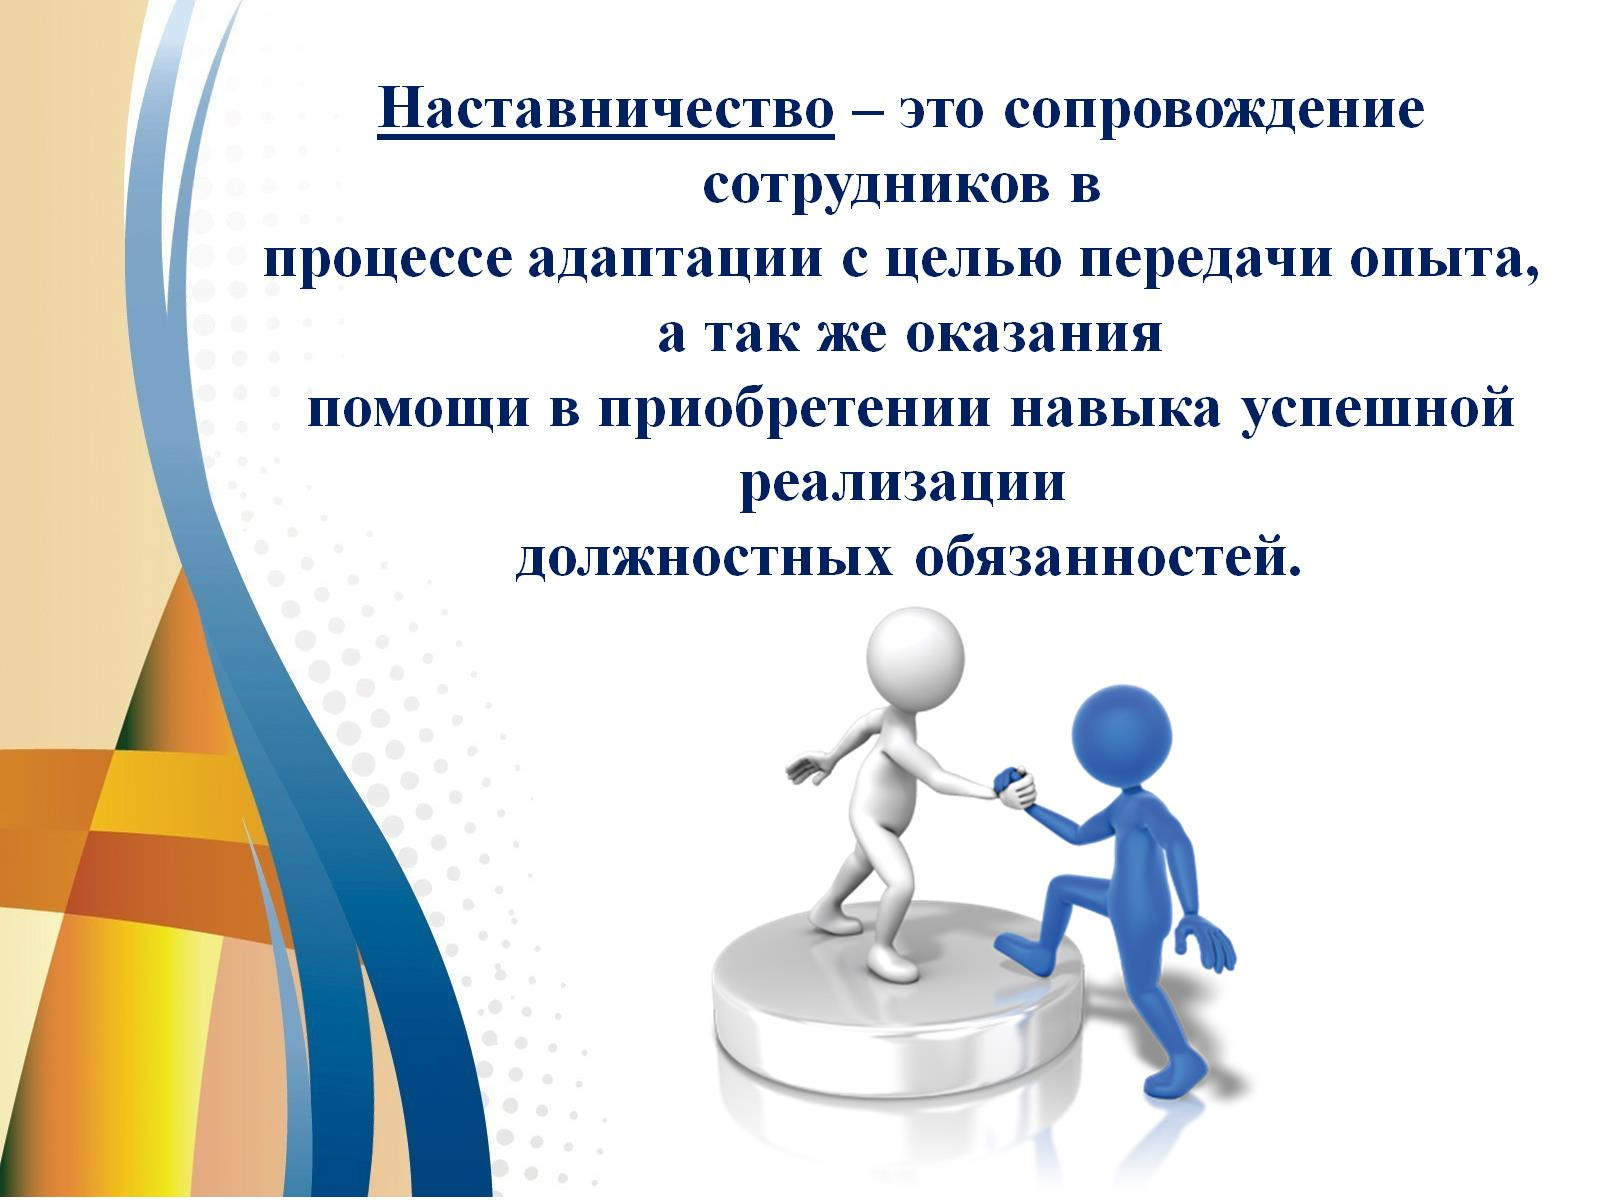 Наставничество – это сопровождение
сотрудников в
процессе адаптации с целью передачи опыта,
а так же оказания
помощи в приобретении навыка успешной
реализации
должностных обязанностей.